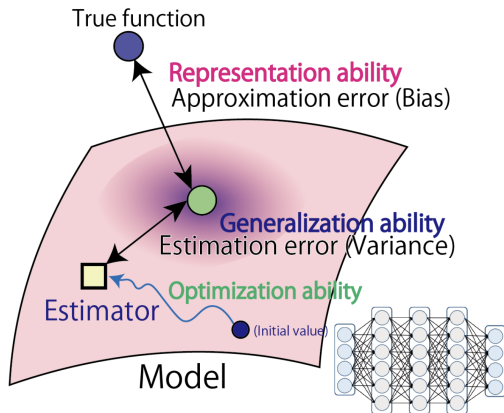 True function
Representation ability
Approximation error (Bias)
Generalization ability
Estimation error (Variance)
Optimization ability
Estimator
(Initial value)
Model